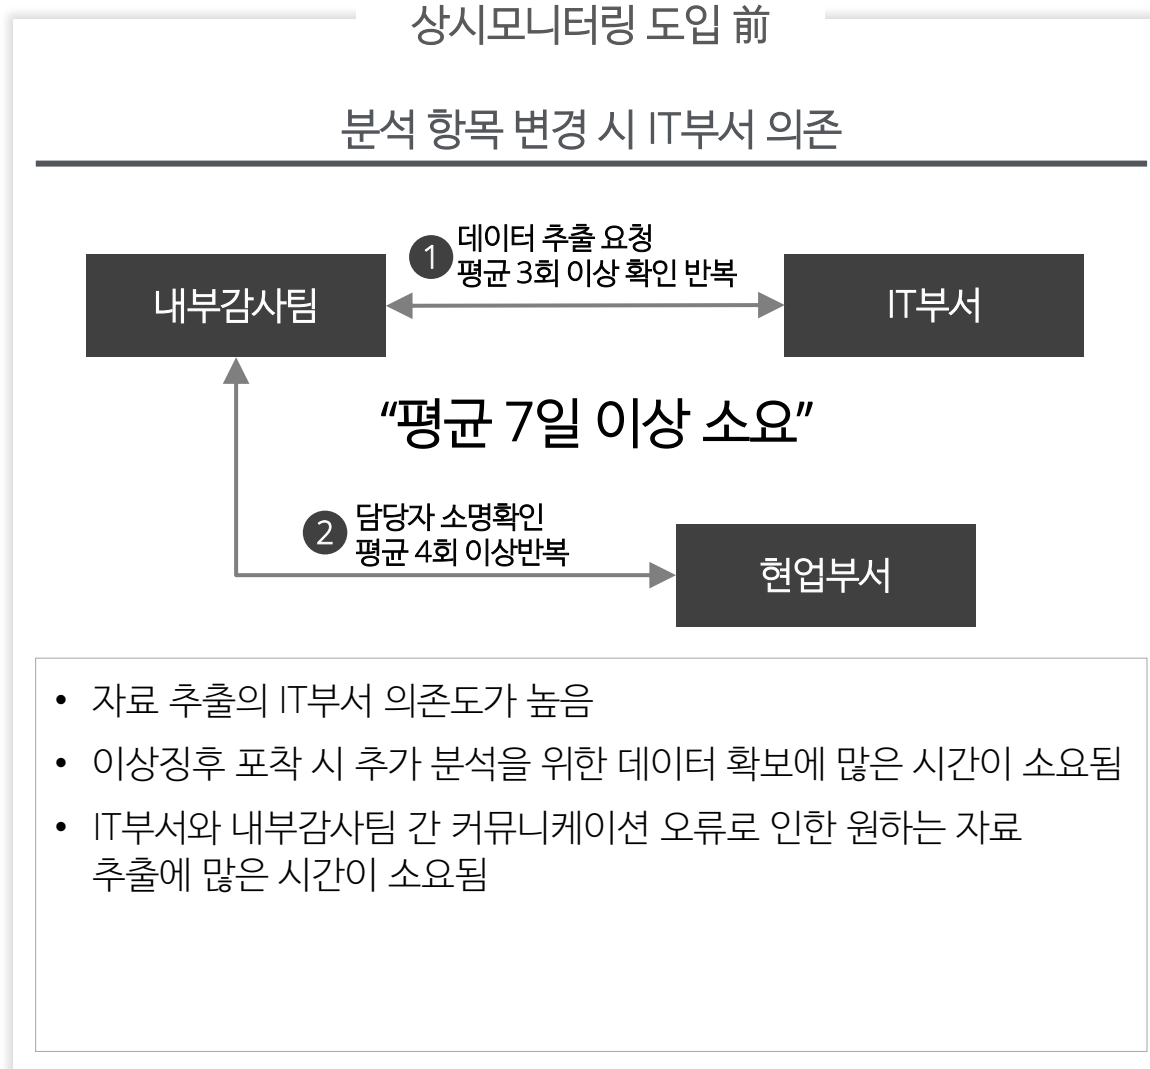 상시모니터링 도입 前
분석 항목 변경 시 IT부서 의존
1 데이터 추출 요청
평균 3회 이상 확인 반복
내부감사팀
IT부서
“평균 7일 이상 소요”
2 담당자 소명확인
평균 4회 이상반복
현업부서
• 자료 추출의 IT부서 의존도가 높음
• 이상징후 포착 시 추가 분석을 위한 데이터 확보에 많은 시간이 소요됨
• IT부서와 내부감사팀 간 커뮤니케이션 오류로 인한 원하는 자료
추출에 많은 시간이 소요됨